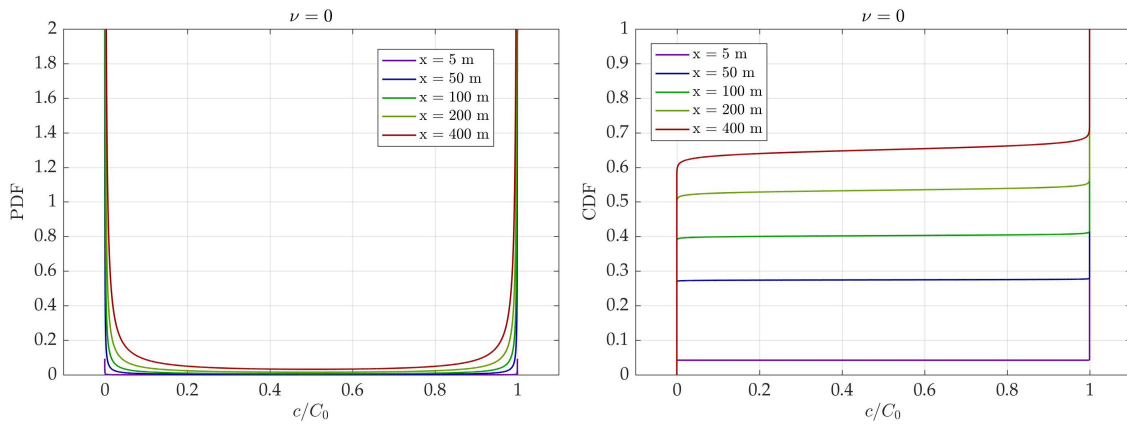 ν = 0
PDF
2
1.8
1.6
1.4
1.2
1
0.8
0.6
0.4
0.2
0
x = 5 m
x = 50 m
x = 100 m
x = 200 m
x = 400 m
0 0.2 0.4 0.6 0.8 1
c/C₀
ν = 0
CDF
1
0.9
0.8
0.7
0.6
0.5
0.4
0.3
0.2
0.1
0
x = 5 m
x = 50 m
x = 100 m
x = 200 m
x = 400 m
0 0.2 0.4 0.6 0.8 1
c/C₀